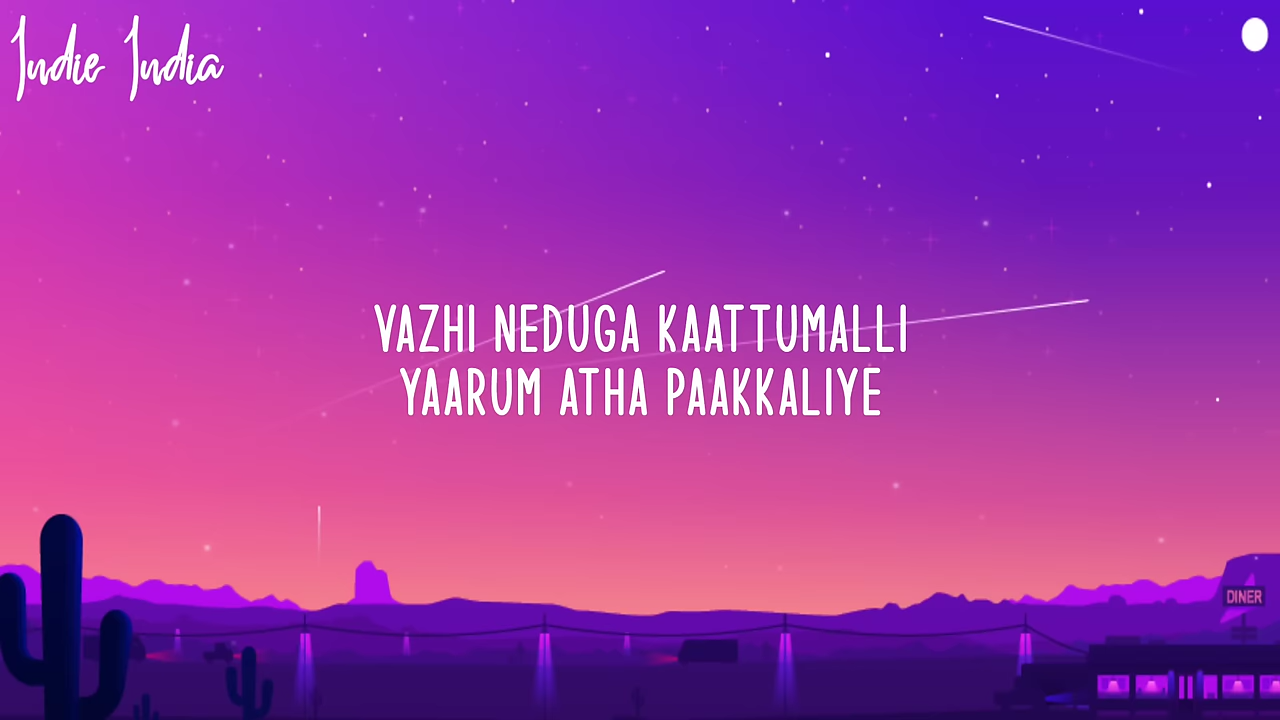 Indie India
VAZHI NEDUGA KAATTUMALLI
YAARUM ATHA PAAKKALIYE
DINER